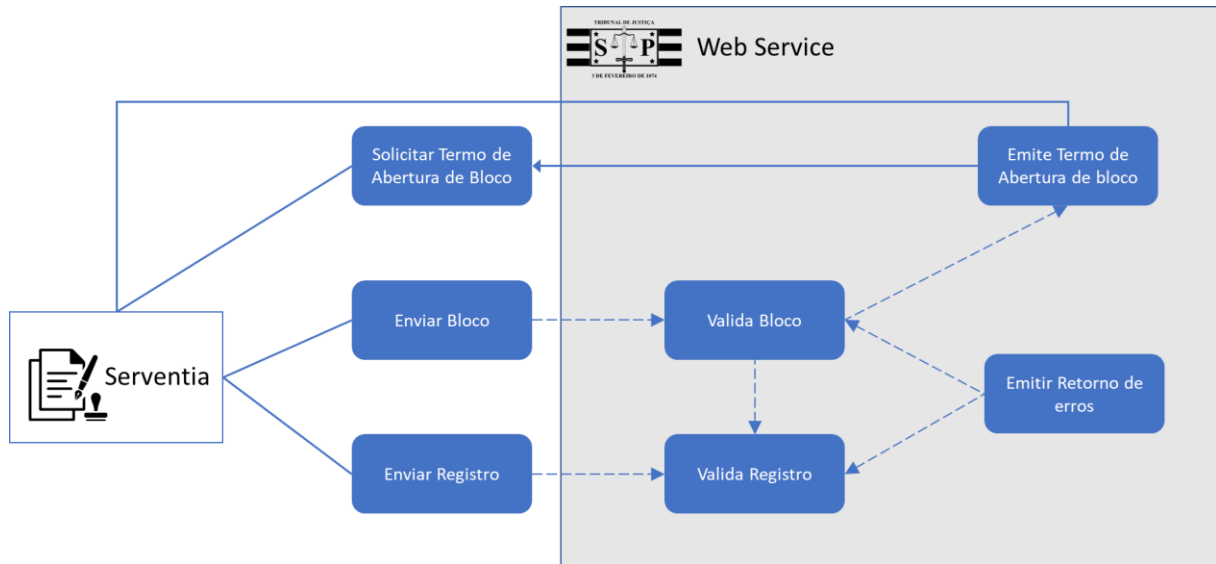 TRIBUNAL DE JUSTIÇA
S P
3 DE FEVEREIRO DE 1874
Web Service
Solicitar Termo de
Abertura de Bloco
Emite Termo de
Abertura de bloco
Enviar Bloco
Valida Bloco
Serventia
Emitir Retorno de
erros
Enviar Registro
Valida Registro